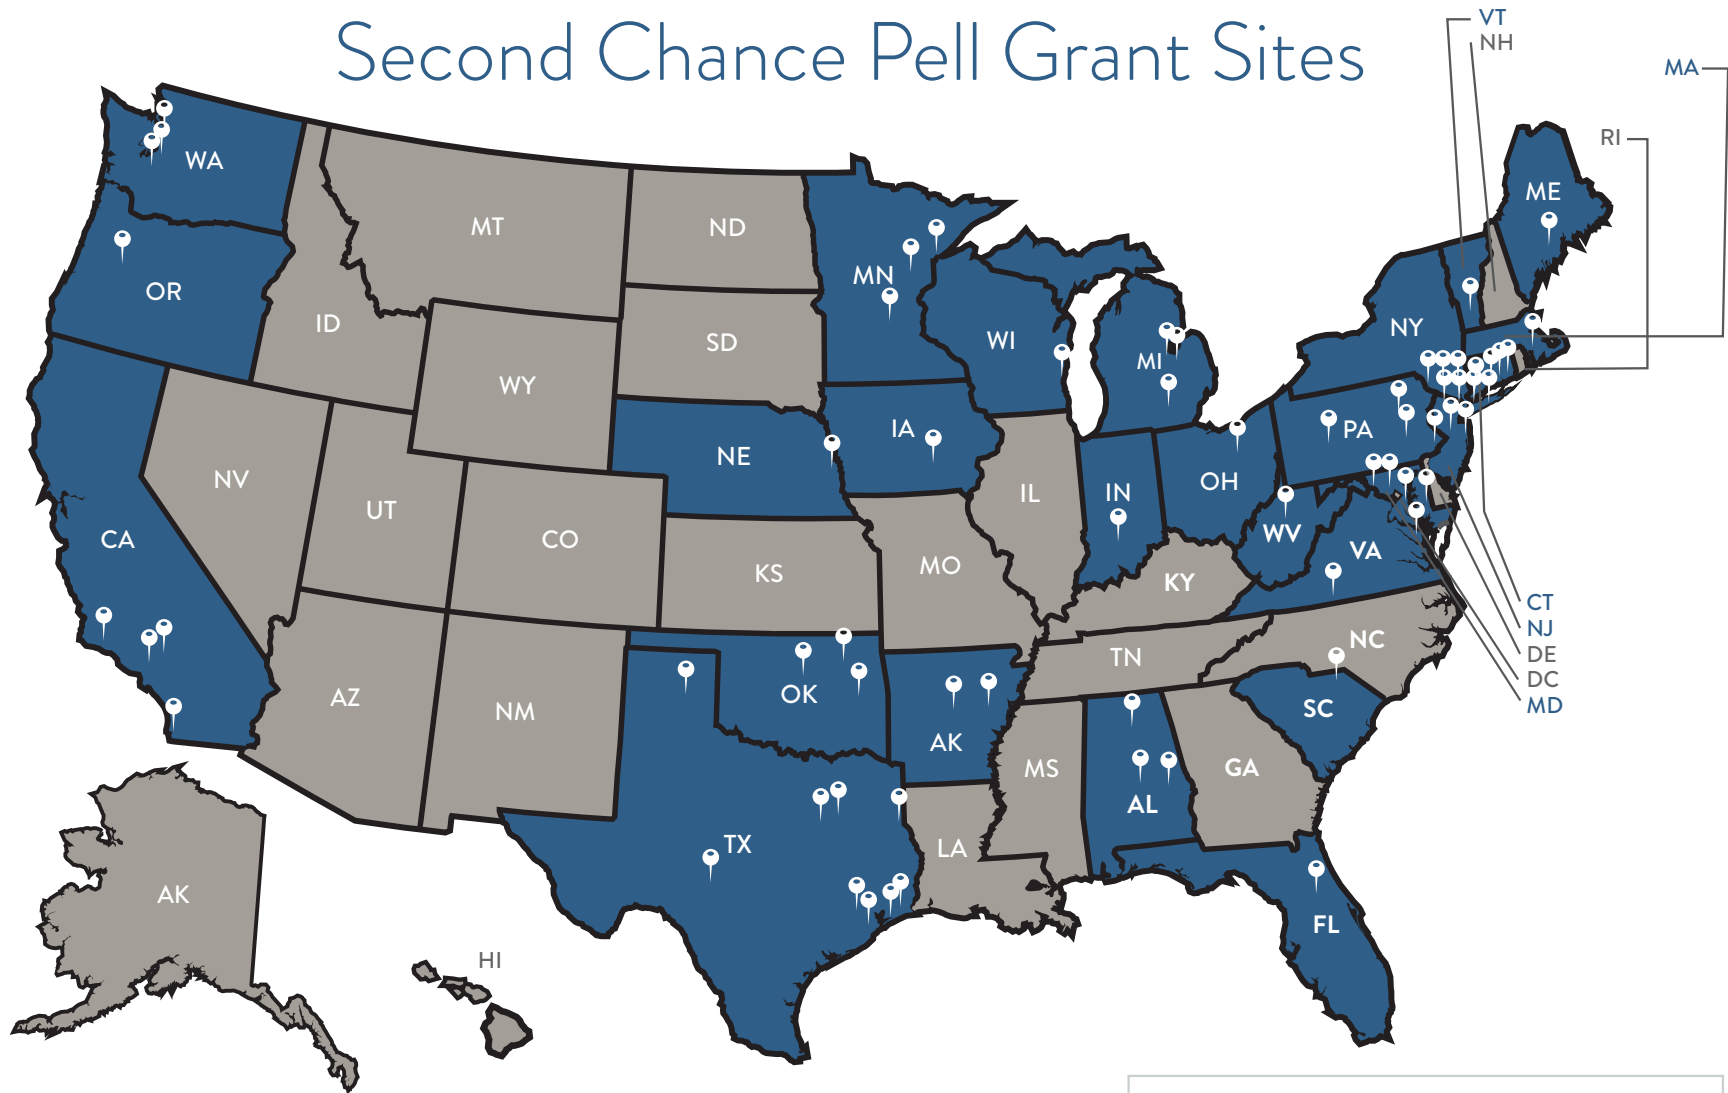 Second Chance Pell Grant Sites
VT
NH
MA
RI
WA
ME
MT
ND
OR
MN
ID
SD
WI
NY
MI
WY
IA
PA
NE
NV
OH
IL
IN
UT
CO
WV
CA
VA
MO
KS
KY
CT
NJ
NC
DE
TN
DC
OK
AZ
MD
NM
SC
AK
MS
GA
AL
TX
LA
AK
FL
HI